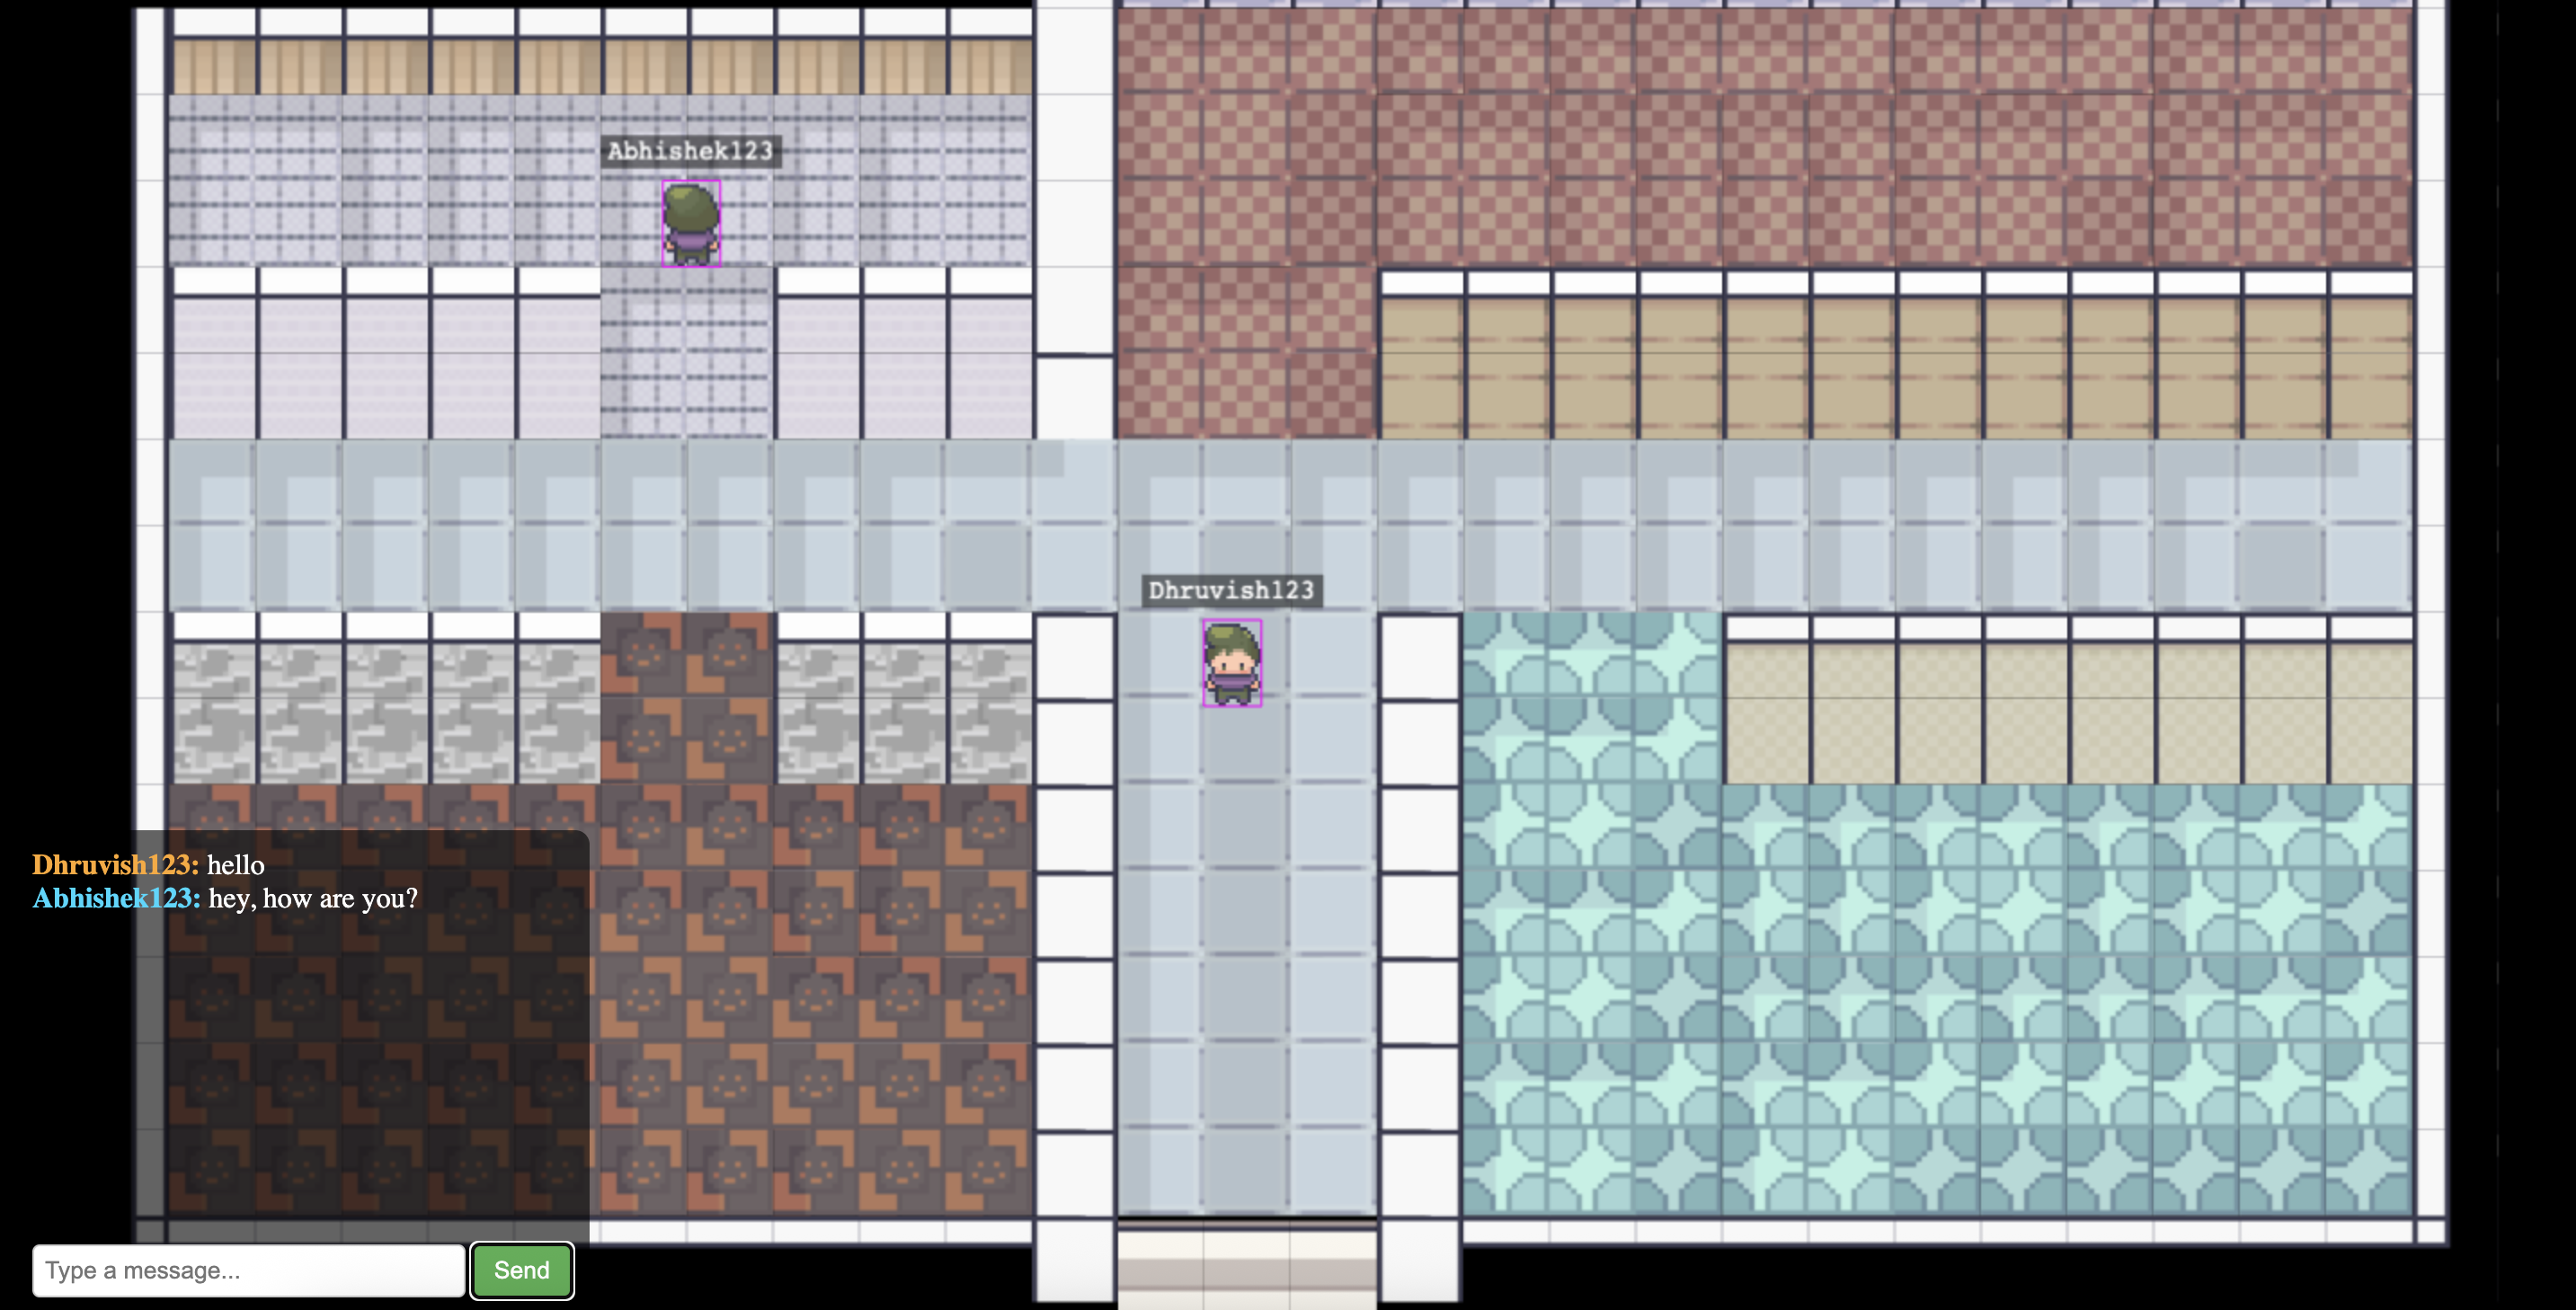 Abhishek123
Dhruvish123
Dhruvish123: hello
Abhishek123: hey, how are you?
Type a message...
Send